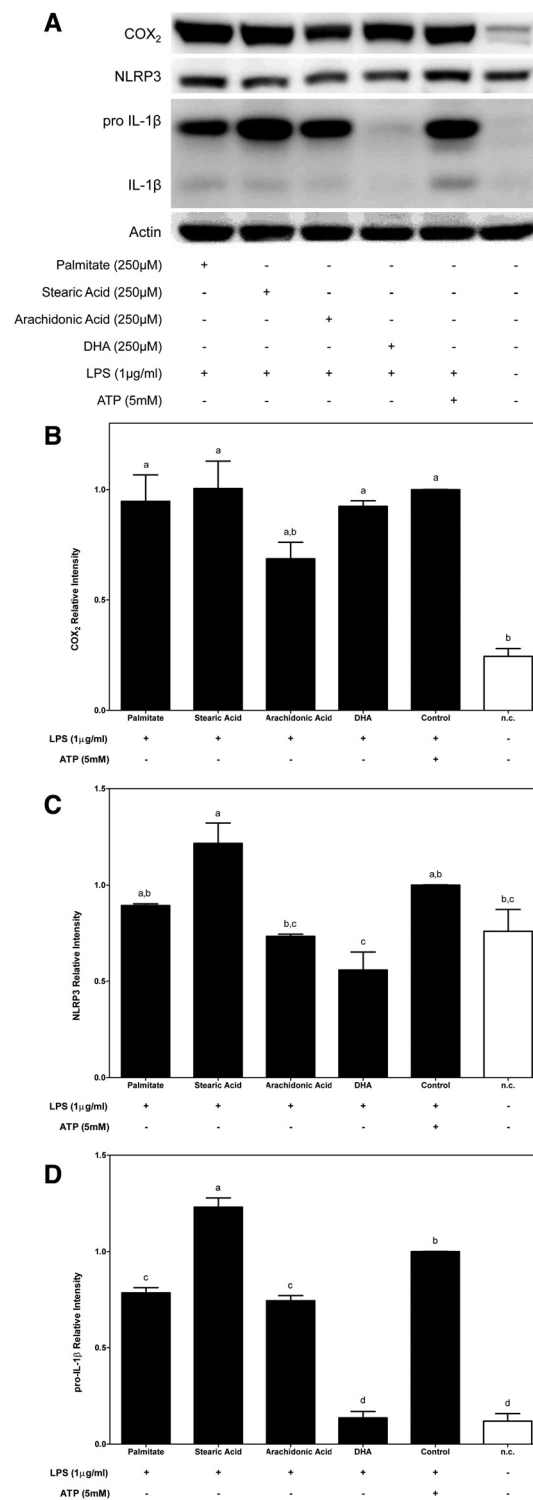 A
COX₂
NLRP3
pro IL-1β
IL-1β
Actin
Palmitate (250µM) + - - - - -
Stearic Acid (250µM) - + - - - -
Arachidonic Acid (250µM) - - + - - -
DHA (250µM) - - - + - -
LPS (1µg/ml) + + + + + -
ATP (5mM) - - - - + -
B
COX₂ Relative Intensity
1.0
0.5
0.0
a a a,b a a b
Palmitate Stearic Acid Arachidonic Acid DHA Control n.c.
LPS (1µg/ml) + + + + + -
ATP (5mM) - - - - + -
C
NLRP3 Relative Intensity
1.5
1.0
0.5
0.0
a,b a b,c c a,b b,c
Palmitate Stearic Acid Arachidonic Acid DHA Control n.c.
LPS (1µg/ml) + + + + + -
ATP (5mM) - - - - + -
D
pro-IL-1β Relative Intensity
1.5
1.0
0.5
0.0
c a c d b d
Palmitate Stearic Acid Arachidonic Acid DHA Control n.c.
LPS (1µg/ml) + + + + + -
ATP (5mM) - - - - + -